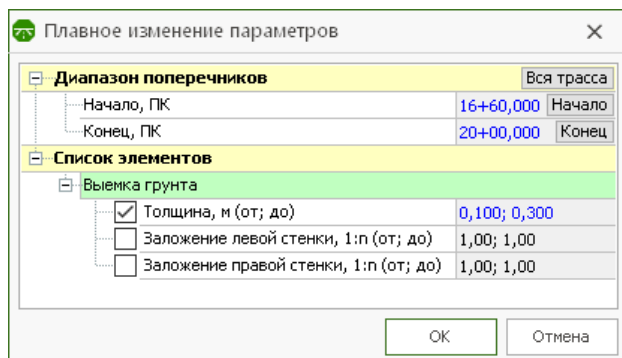 Плавное изменение параметров
Диапазон поперечников Вся трасса
Начало, ПК 16+60,000 Начало
Конец, ПК 20+00,000 Конец
Список элементов
Выемка грунта
Толщина, м (от; до) 0,100; 0,300
Заложение левой стенки, 1:n (от; до) 1,00; 1,00
Заложение правой стенки, 1:n (от; до) 1,00; 1,00
OK Отмена